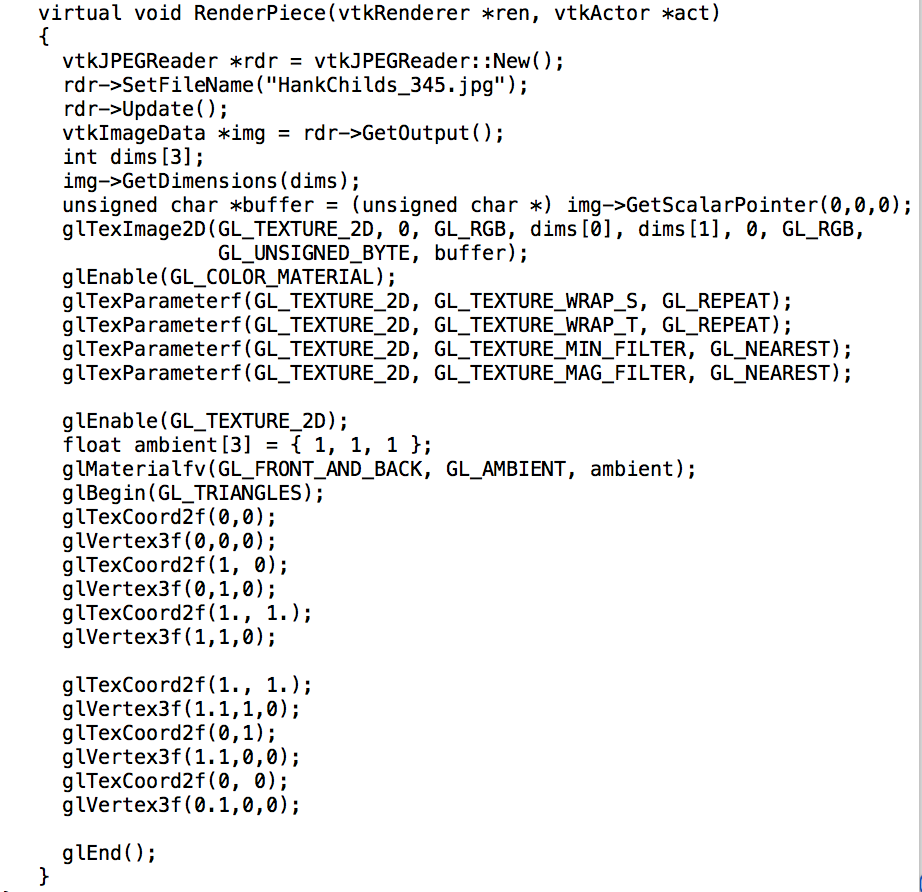 virtual void RenderPiece(vtkRenderer *ren, vtkActor *act)
{
vtkJPEGReader *rdr = vtkJPEGReader::New();
rdr->SetFileName("HankChilds_345.jpg");
rdr->Update();
vtkImageData *img = rdr->GetOutput();
int dims[3];
img->GetDimensions(dims);
unsigned char *buffer = (unsigned char *) img->GetScalarPointer(0,0,0);
glTexImage2D(GL_TEXTURE_2D, 0, GL_RGB, dims[0], dims[1], 0, GL_RGB,
GL_UNSIGNED_BYTE, buffer);
glEnable(GL_COLOR_MATERIAL);
glTexParameterf(GL_TEXTURE_2D, GL_TEXTURE_WRAP_S, GL_REPEAT);
glTexParameterf(GL_TEXTURE_2D, GL_TEXTURE_WRAP_T, GL_REPEAT);
glTexParameterf(GL_TEXTURE_2D, GL_TEXTURE_MIN_FILTER, GL_NEAREST);
glTexParameterf(GL_TEXTURE_2D, GL_TEXTURE_MAG_FILTER, GL_NEAREST);

glEnable(GL_TEXTURE_2D);
float ambient[3] = { 1, 1, 1 };
glMaterialfv(GL_FRONT_AND_BACK, GL_AMBIENT, ambient);
glBegin(GL_TRIANGLES);
glTexCoord2f(0,0);
glVertex3f(0,0,0);
glTexCoord2f(1, 0);
glVertex3f(0,1,0);
glTexCoord2f(1., 1.);
glVertex3f(1,1,0);

glTexCoord2f(1., 1.);
glVertex3f(1.1,1,0);
glTexCoord2f(0,1);
glVertex3f(1.1,0,0);
glTexCoord2f(0, 0);
glVertex3f(0.1,0,0);

glEnd();
}